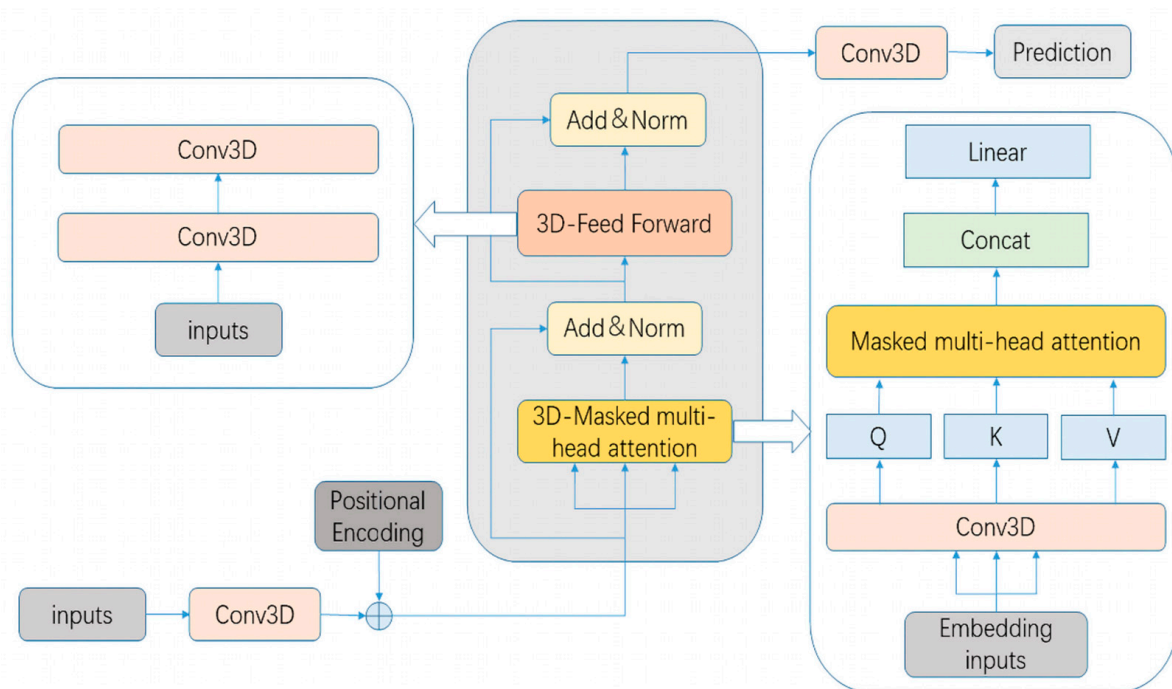 Conv3D
Prediction
Add&Norm
3D-Feed Forward
Add&Norm
3D-Masked multi-
head attention
Positional
Encoding
inputs
Conv3D
Conv3D
Conv3D
inputs
Linear
Concat
Masked multi-head attention
Q
K
V
Conv3D
Embedding
inputs